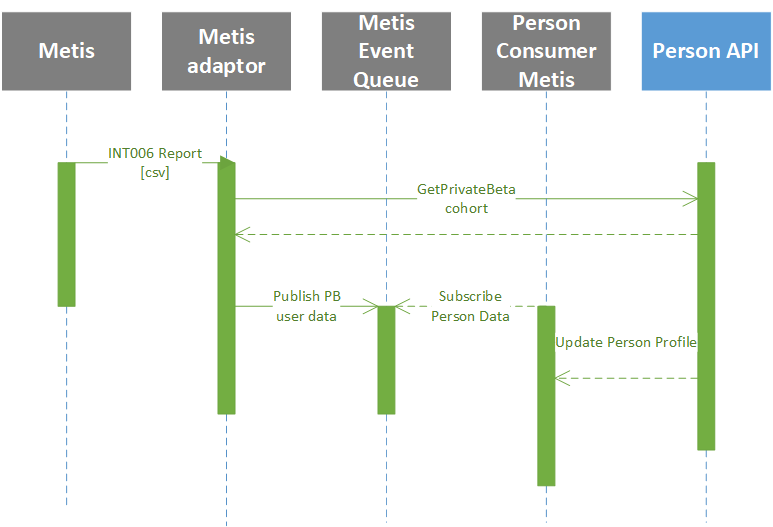 Metis
Metis
adaptor
Metis
Event
Queue
Person
Consumer
Metis
Person API
INT006 Report
[csv]
GetPrivateBeta
cohort
Publish PB
user data
Subscribe
Person Data
Update Person Profile